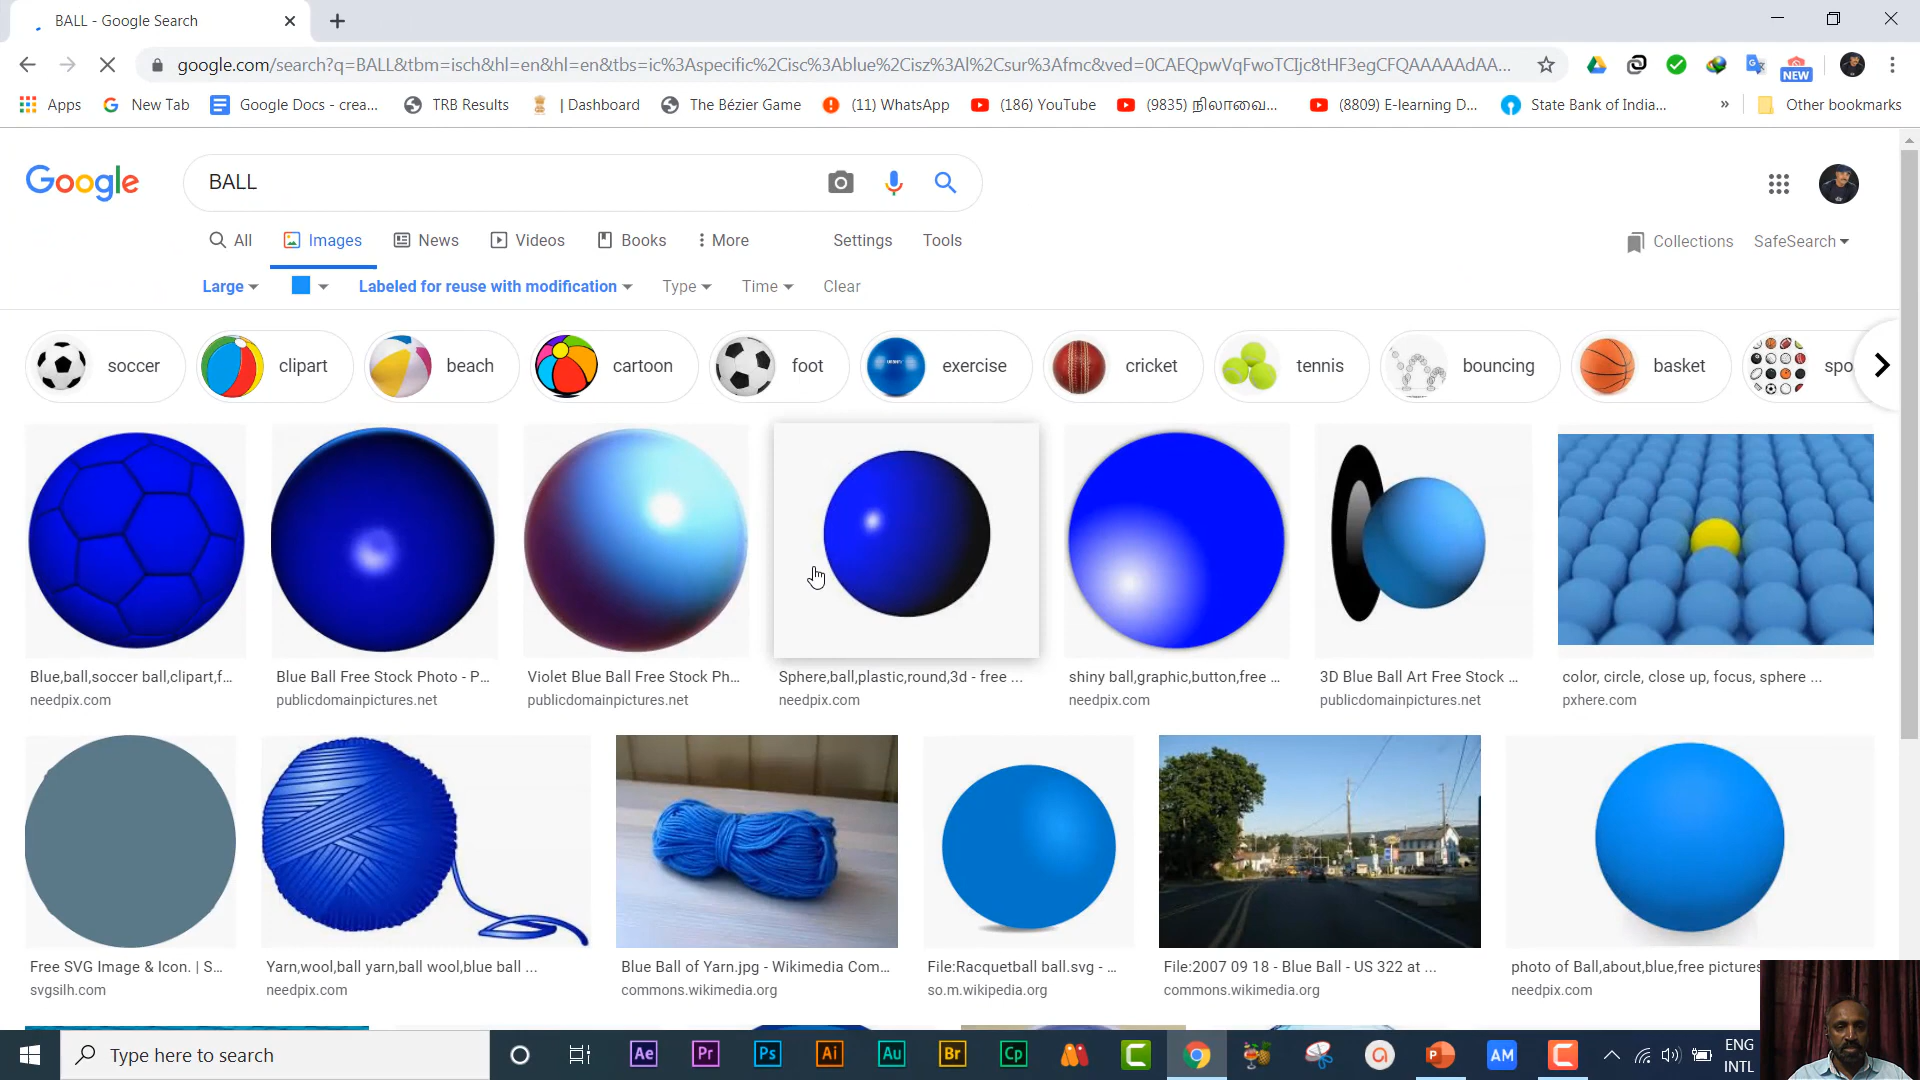 BALL - Google Search
google.com/search?q=BALL&tbm=isch&hl=en&hl=en&tbs=ic%3Aspecific%2Cisc%3Ablue%2Cisz%3Al%2Csur%3Afmc&ved=0CAEQpwVqFwoTCIjc8tHF3egCFQAAAAAdAA...
NEW
Apps New Tab Google Docs - crea... TRB Results | Dashboard The Bézier Game (11) WhatsApp (186) YouTube (9835) நிலாவை... (8809) E-learning D... State Bank of India... » Other bookmarks
Google BALL
All Images News Videos Books More Settings Tools Collections SafeSearch
Large Labeled for reuse with modification Type Time Clear
soccer clipart beach cartoon foot exercise cricket tennis bouncing basket spo
Blue,ball,soccer ball,clipart,f... Blue Ball Free Stock Photo - P... Violet Blue Ball Free Stock Ph... Sphere,ball,plastic,round,3d - free ... shiny ball,graphic,button,free ... 3D Blue Ball Art Free Stock ... color, circle, close up, focus, sphere ...
needpix.com publicdomainpictures.net publicdomainpictures.net needpix.com needpix.com publicdomainpictures.net pxhere.com
Free SVG Image & Icon. | S... Yarn,wool,ball yarn,ball wool,blue ball ... Blue Ball of Yarn.jpg - Wikimedia Com... File:Racquetball ball.svg - ... File:2007 09 18 - Blue Ball - US 322 at ... photo of Ball,about,blue,free pictures
svgsilh.com needpix.com commons.wikimedia.org so.m.wikipedia.org commons.wikimedia.org needpix.com
Type here to search Ae Pr Ps Ai Au Br Cp C a P AM C ENG
INTL